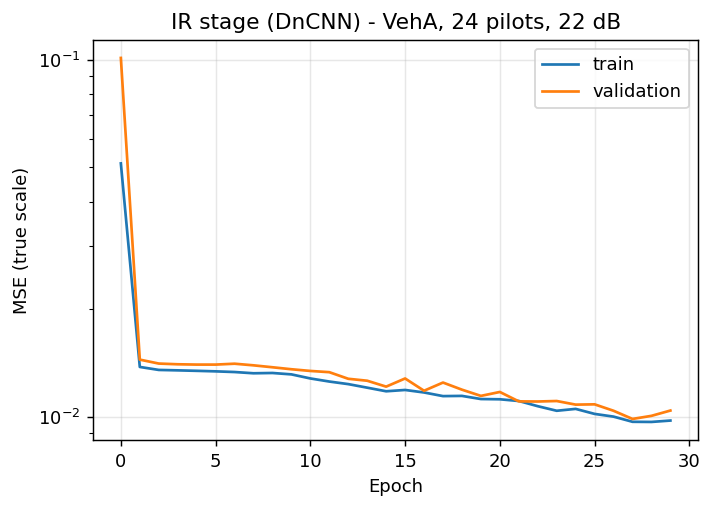 IR stage (DnCNN) - VehA, 24 pilots, 22 dB
train
validation
MSE (true scale)
10⁻¹
10⁻²
0 5 10 15 20 25 30
Epoch